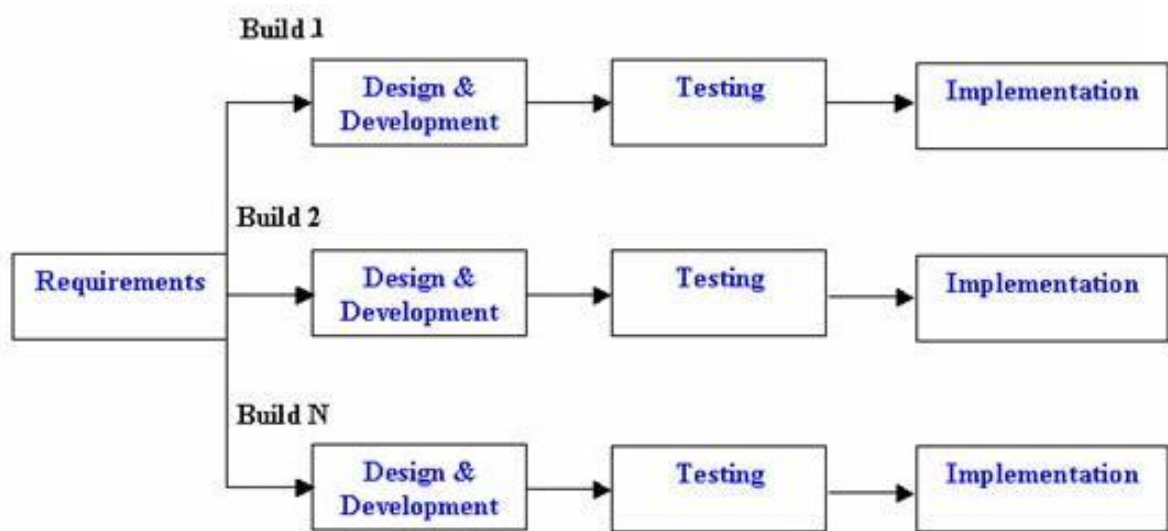 Build 1
Design &
Development
Testing
Implementation
Build 2
Requirements
Design &
Development
Testing
Implementation
Build N
Design &
Development
Testing
Implementation